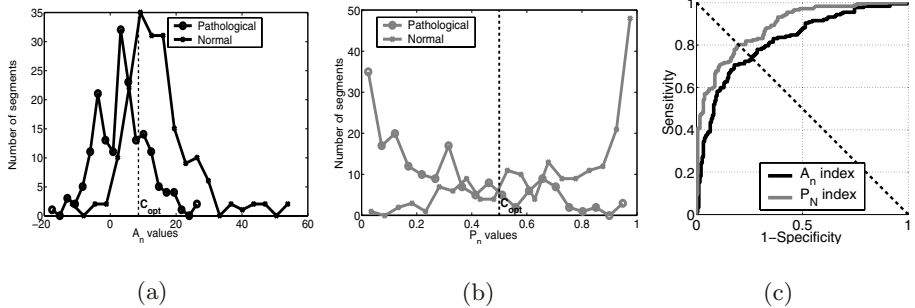 35
30
25
20
15
10
5
0
-20
0
20
40
60
Number of segments
A_n values
Pathological
Normal
C_opt
(a)
50
40
30
20
10
0
0
0.2
0.4
0.6
0.8
1
Number of segments
P_n values
Pathological
Normal
C_opt
(b)
1
0.8
0.6
0.4
0.2
0
0
0.5
1
Sensitivity
1-Specificity
A_n index
P_N index
(c)